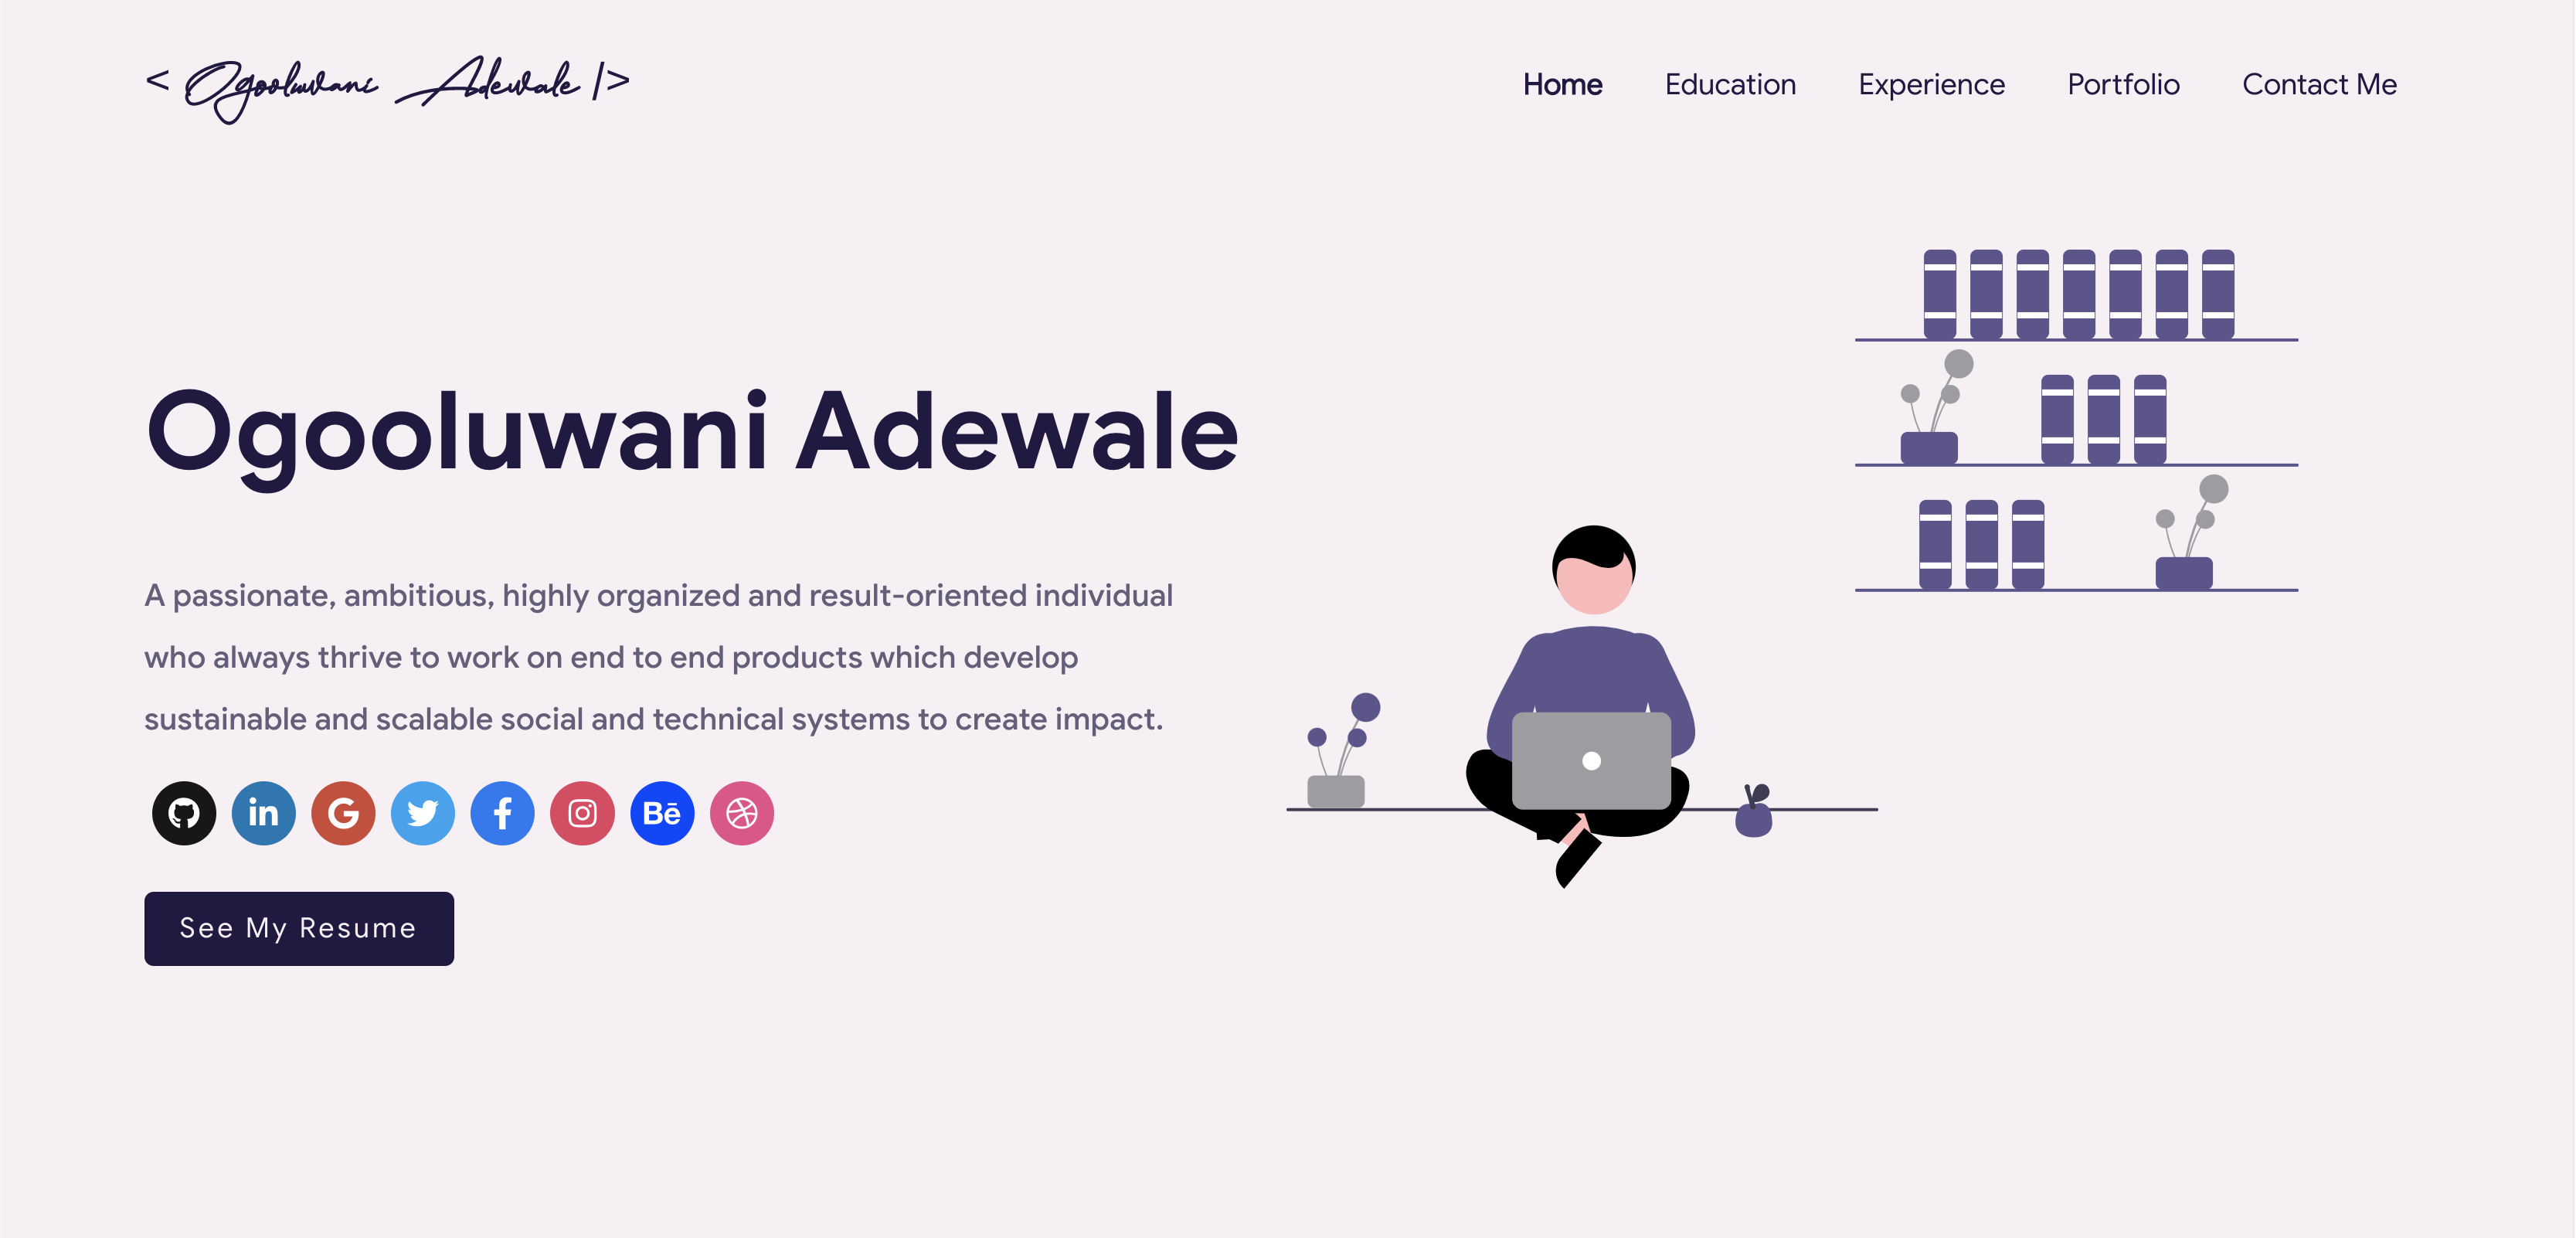 < Ogooluwani Adewale />
Home Education Experience Portfolio Contact Me
Ogooluwani Adewale
A passionate, ambitious, highly organized and result-oriented individual
who always thrive to work on end to end products which develop
sustainable and scalable social and technical systems to create impact.
in G f Bē
See My Resume